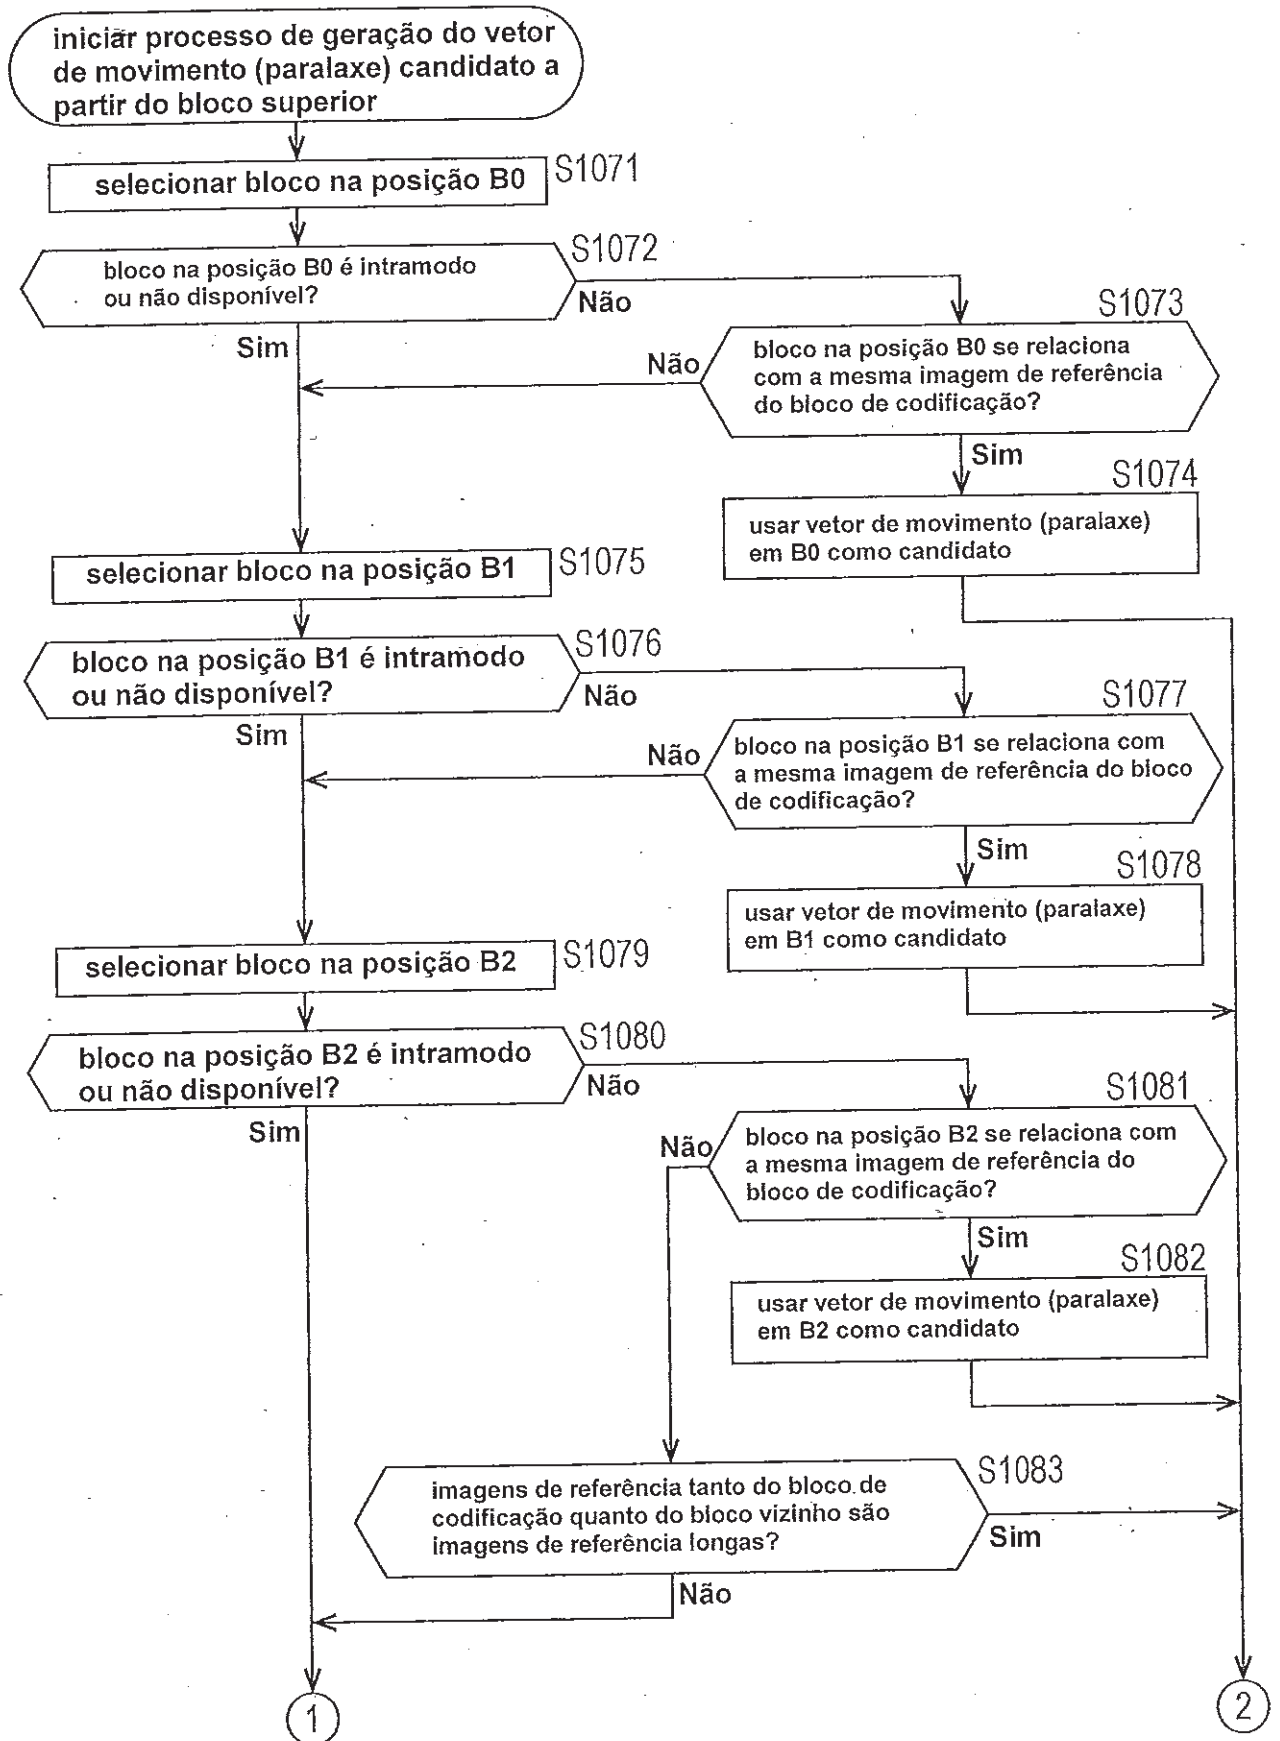 iniciar processo de geração do vetor
de movimento (paralaxe) candidato a
partir do bloco superior
selecionar bloco na posição B0
S1071
bloco na posição B0 é intramodo
ou não disponível?
S1072
Não
Sim
S1073
bloco na posição B0 se relaciona
com a mesma imagem de referência
do bloco de codificação?
Não
Sim
S1074
usar vetor de movimento (paralaxe)
em B0 como candidato
selecionar bloco na posição B1
S1075
bloco na posição B1 é intramodo
ou não disponível?
S1076
Não
Sim
S1077
bloco na posição B1 se relaciona com
a mesma imagem de referência do bloco
de codificação?
Não
Sim
S1078
usar vetor de movimento (paralaxe)
em B1 como candidato
selecionar bloco na posição B2
S1079
bloco na posição B2 é intramodo
ou não disponível?
S1080
Não
Sim
S1081
bloco na posição B2 se relaciona com
a mesma imagem de referência do
bloco de codificação?
Não
Sim
S1082
usar vetor de movimento (paralaxe)
em B2 como candidato
S1083
imagens de referência tanto do bloco de
codificação quanto do bloco vizinho são
imagens de referência longas?
Sim
Não
1
2